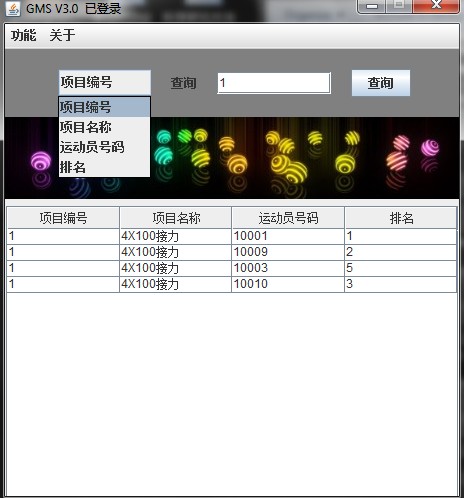 GMS V3.0 已登录
功能 关于
项目编号 查询 1 查询
项目编号
项目名称
运动员号码
排名
项目编号 项目名称 运动员号码 排名
1 4X100接力 10001 1
1 4X100接力 10009 2
1 4X100接力 10003 5
1 4X100接力 10010 3